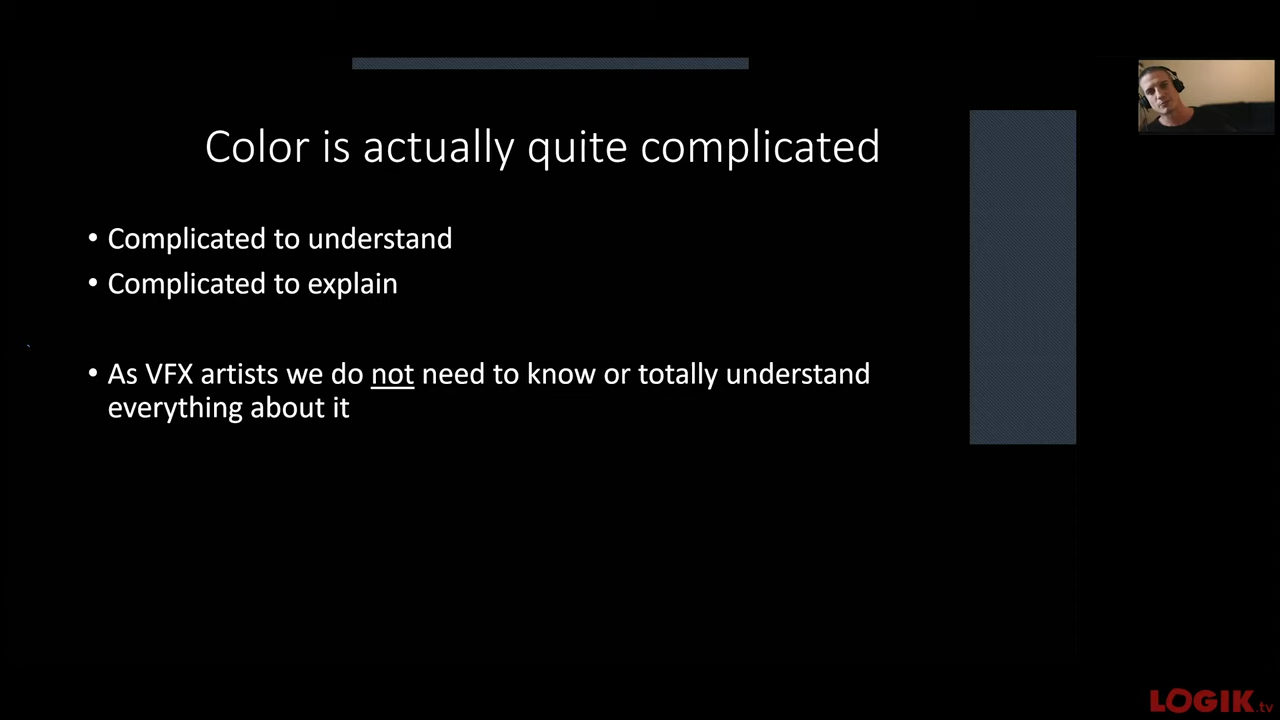 Color is actually quite complicated
• Complicated to understand
• Complicated to explain
• As VFX artists we do not need to know or totally understand
everything about it
LOGIK.tv